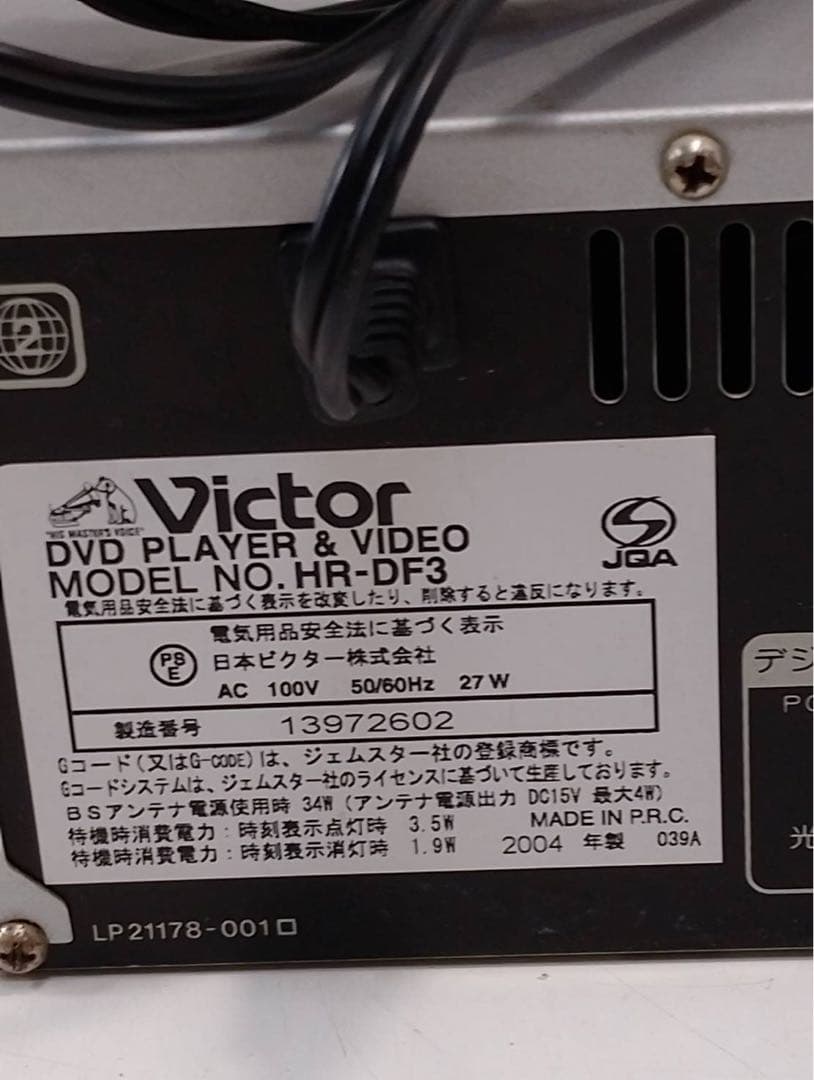 2
Victor
"HIS MASTER'S VOICE"
DVD PLAYER & VIDEO
MODEL NO. HR-DF3
JQA
電気用品安全法に基づく表示を改変したり、削除すると違反になります。
電気用品安全法に基づく表示
PS
E
日本ビクター株式会社
AC 100V 50/60Hz 27W
製造番号 13972602
Gコード(又はG-CODE)は、ジェムスター社の登録商標です。
Gコードシステムは、ジェムスター社のライセンスに基づいて生産しております。
BSアンテナ電源使用時 34W(アンテナ電源出力 DC15V 最大4W)
待機時消費電力:時刻表示点灯時 3.5W MADE IN P.R.C.
待機時消費電力:時刻表示消灯時 1.9W 2004 年製 039A
LP21178-001
デジ
光